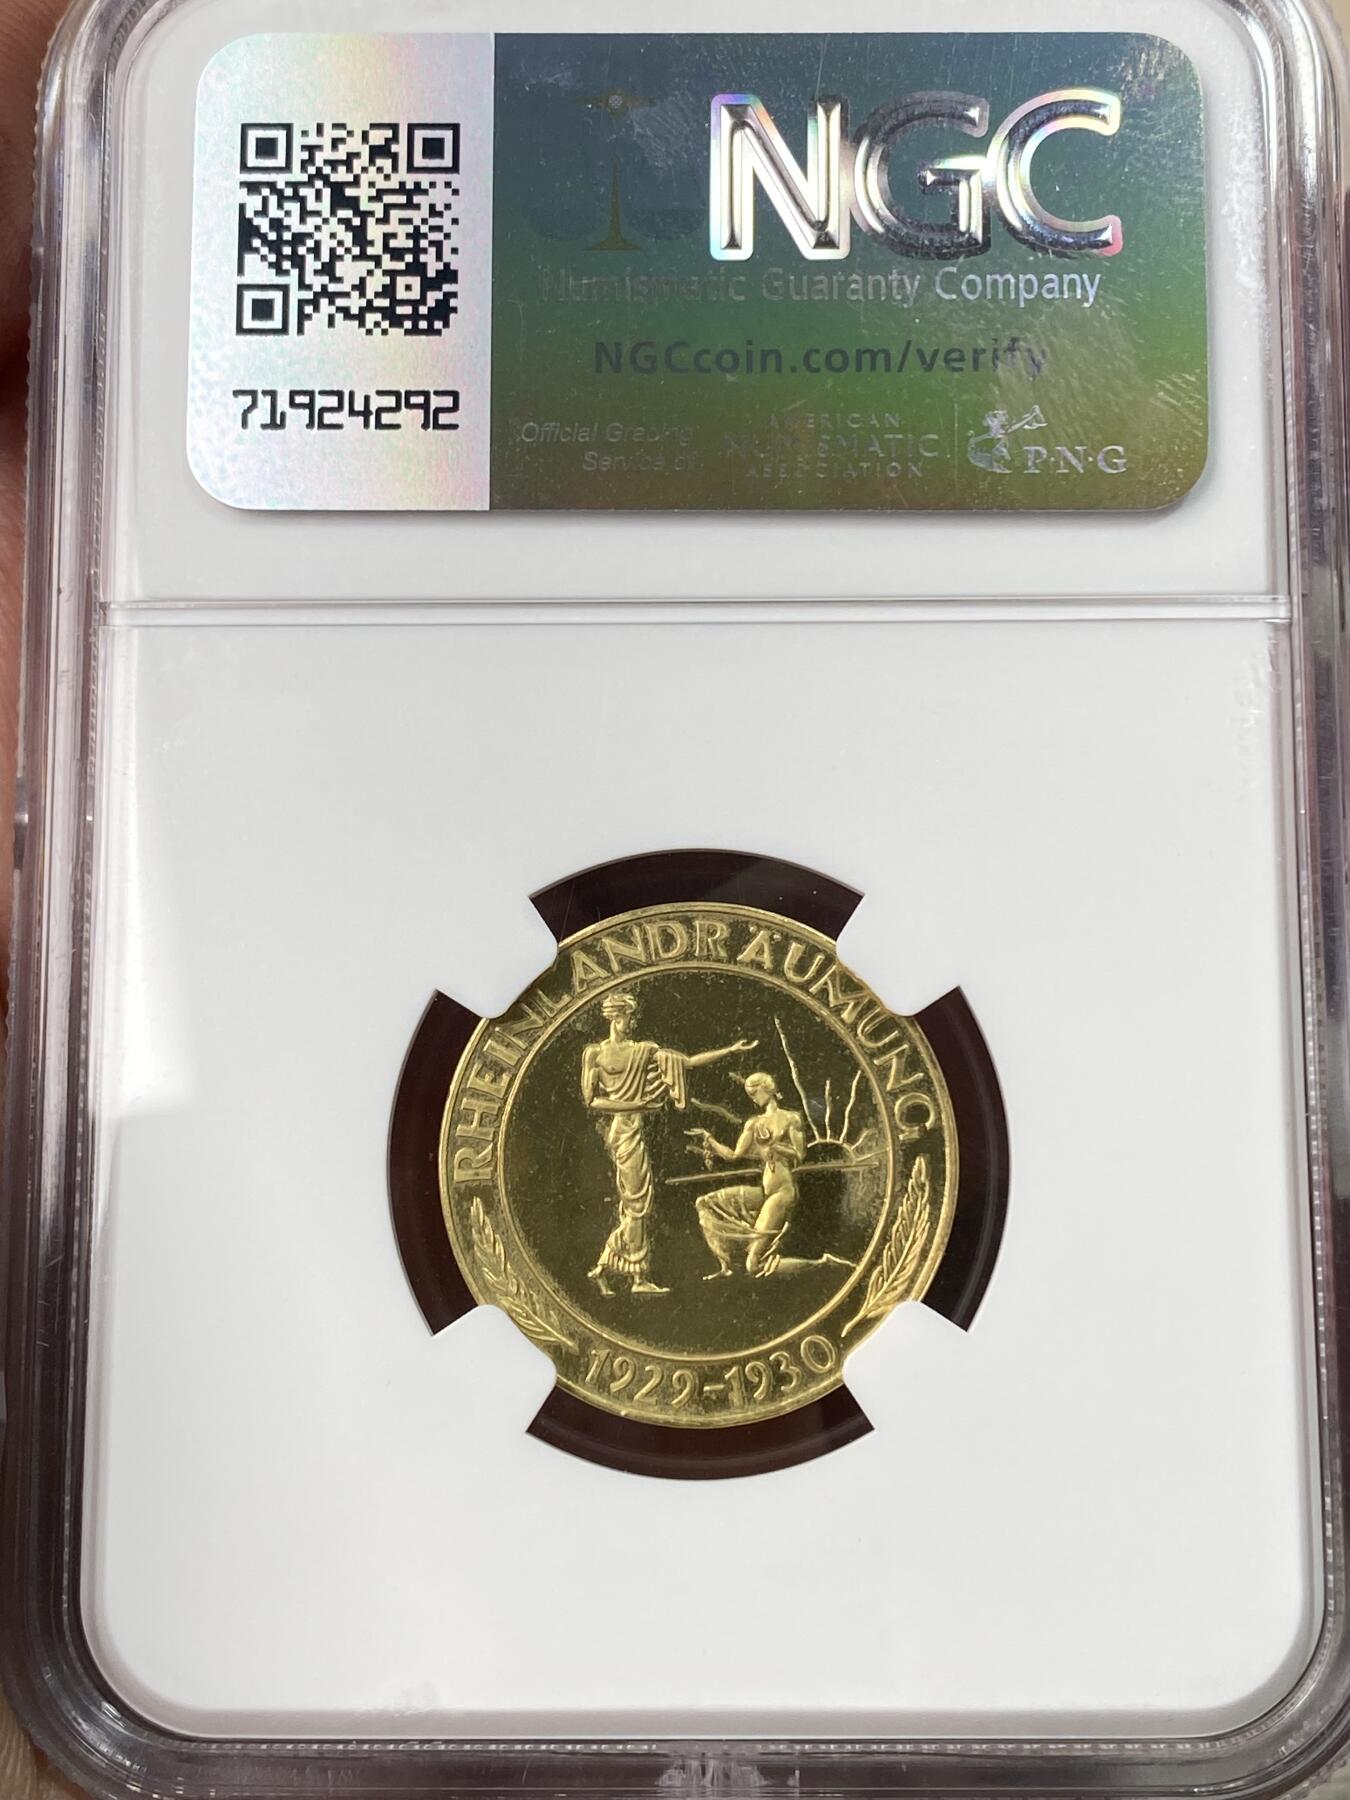 NGC
Numismatic Guaranty Company
NGCcoin.com/verify
71924292
Official Grading
Service of
AMERICAN
NUMISMATIC
ASSOCIATION
P·N·G
RHEINLANDRÄUMUNG
1929-1930